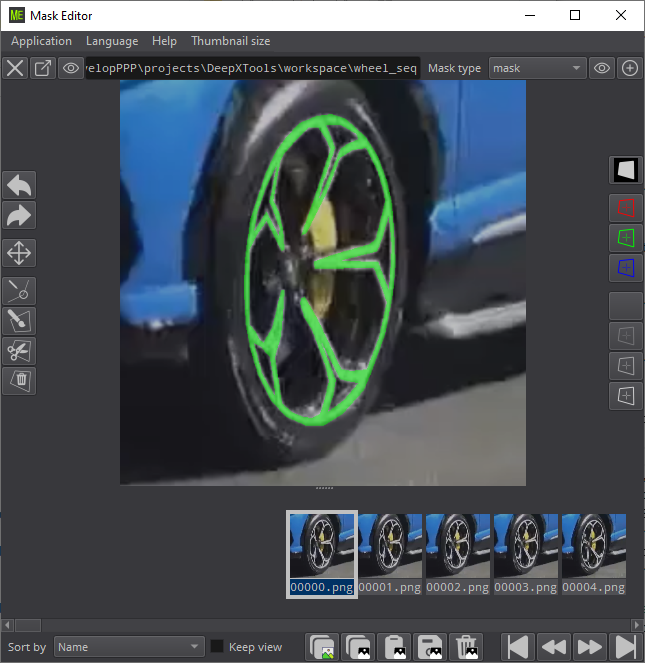 ME Mask Editor
Application Language Help Thumbnail size
velopPPP\projects\DeepXTools\workspace\wheel_seq Mask type mask
00000.png 00001.png 00002.png 00003.png 00004.png
Sort by Name Keep view